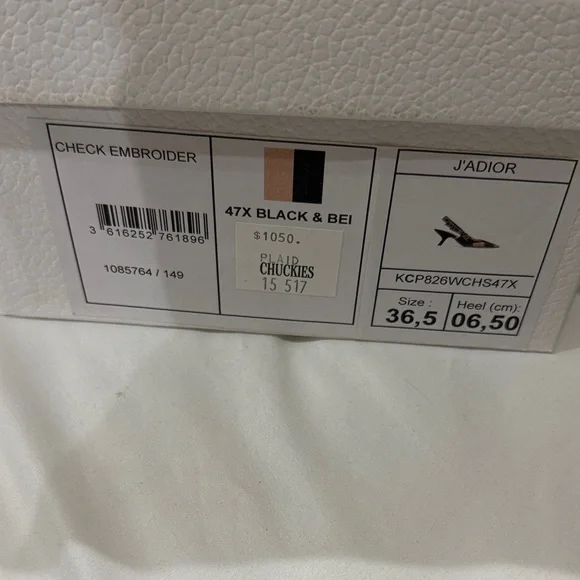 CHECK EMBROIDER
3 616252 761896
1085764 / 149
47X BLACK & BEI
$1050.
PLAID
CHUCKIES
15 517
J'ADIOR
KCP826WCHS47X
Size :
36,5
Heel (cm):
06,50